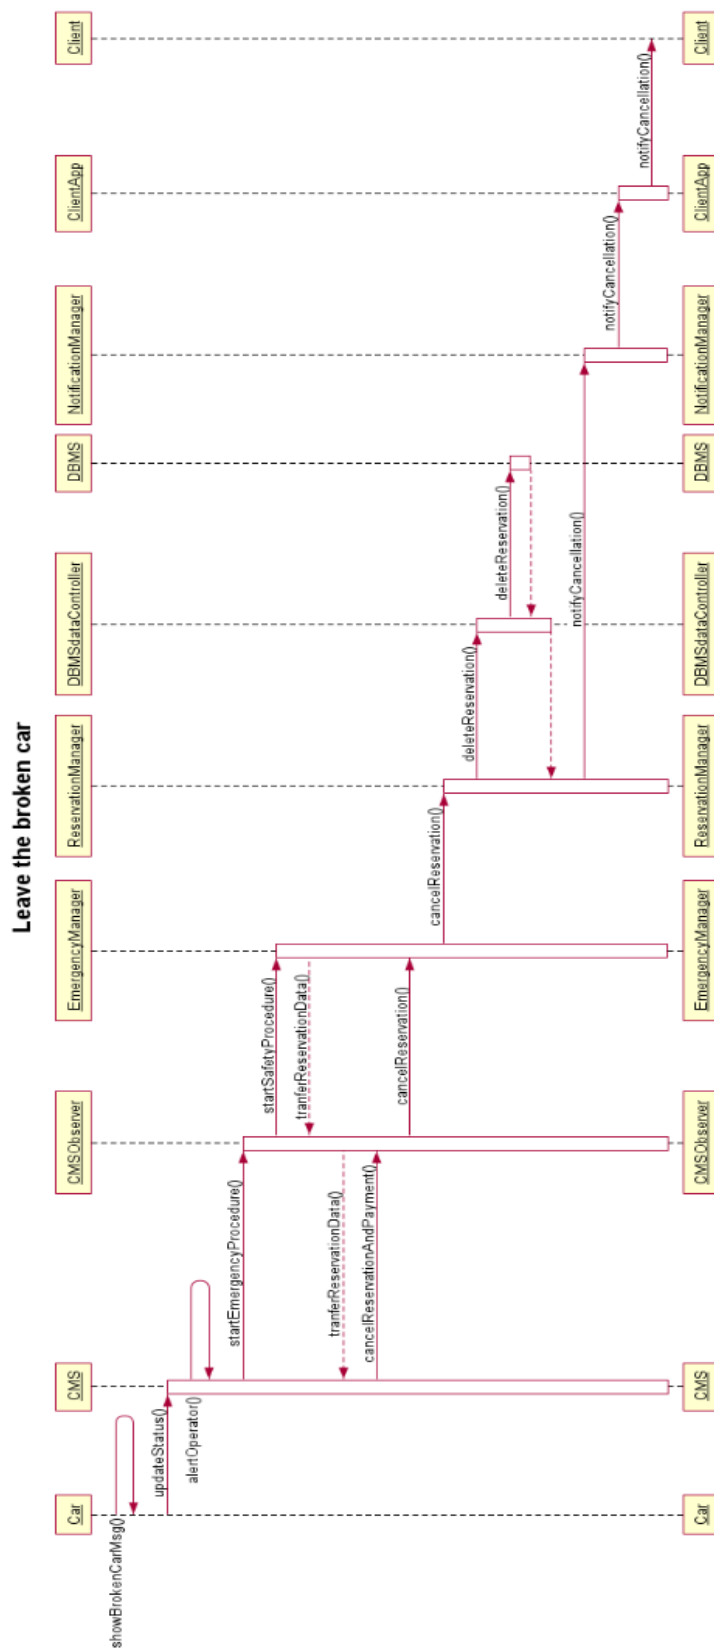 Leave the broken car
Car
CMS
CMSObserver
EmergencyManager
ReservationManager
DBMSdataController
DBMS
NotificationManager
ClientApp
Client
showBrokenCarMsg()
updateStatus()
alertOperator()
startEmergencyProcedure()
startSafetyProcedure()
tranferReservationData()
tranferReservationData()
cancelReservationAndPayment()
cancelReservation()
cancelReservation()
deleteReservation()
deleteReservation()
notifyCancellation()
notifyCancellation()
notifyCancellation()
Car
CMS
CMSObserver
EmergencyManager
ReservationManager
DBMSdataController
DBMS
NotificationManager
ClientApp
Client